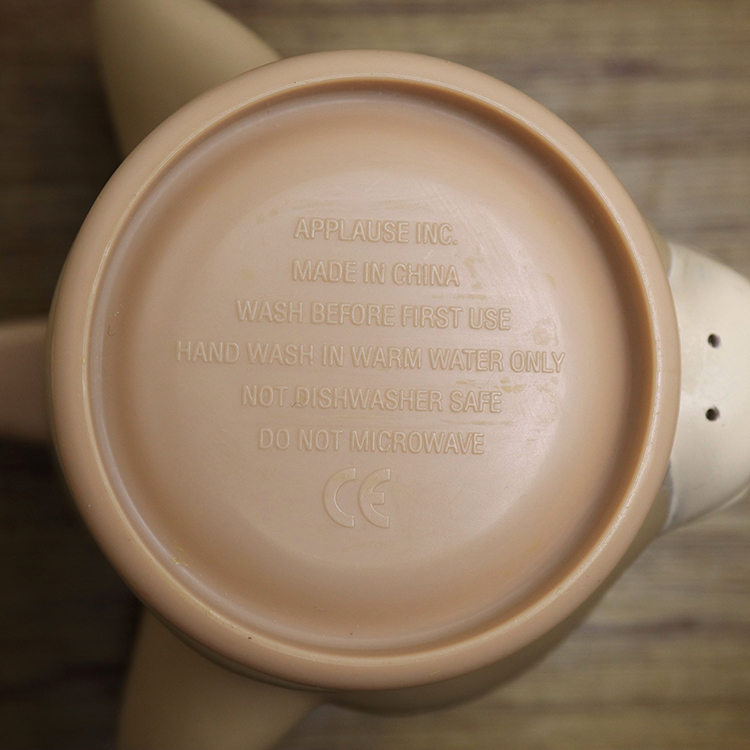 APPLAUSE INC.
MADE IN CHINA
WASH BEFORE FIRST USE
HAND WASH IN WARM WATER ONLY
NOT DISHWASHER SAFE
DO NOT MICROWAVE
CE